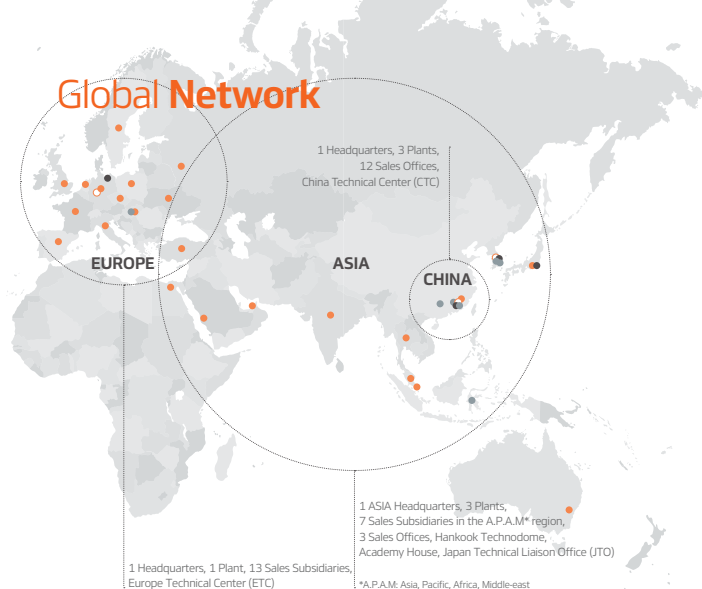 Global Network
1 Headquarters, 3 Plants,
12 Sales Offices,
China Technical Center (CTC)
EUROPE
ASIA
CHINA
1 ASIA Headquarters, 3 Plants,
7 Sales Subsidiaries in the A.P.A.M* region,
3 Sales Offices, Hankook Technodome,
Academy House, Japan Technical Liaison Office (JTO)
1 Headquarters, 1 Plant, 13 Sales Subsidiaries,
Europe Technical Center (ETC)
*A.P.A.M: Asia, Pacific, Africa, Middle-east